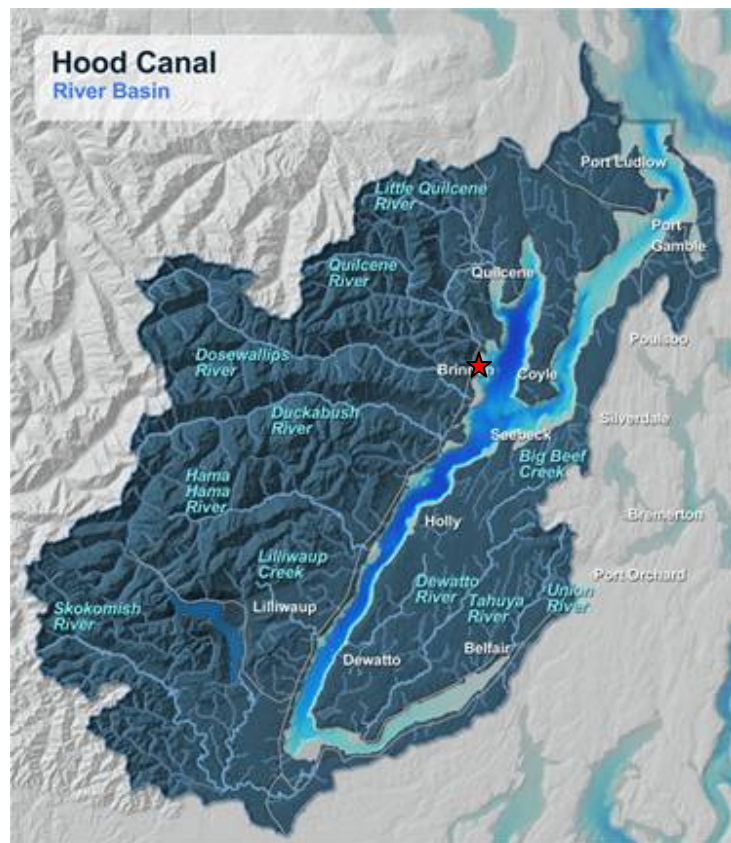 Hood Canal
River Basin
Port Ludlow
Little Quilcene
River
Port
Gamble
Quilcene
River
Quilcene
Poulsbo
Dosewallips
River
Brinnon
Coyle
Duckabush
River
Silverdale
Seebeck
Big Beef
Creek
Hama
Hama
River
Holly
Bremerton
Lilliwaup
Creek
Port Orchard
Dewatto
River
Tahuya
River
Union
River
Skokomish
River
Lilliwaup
Belfair
Dewatto